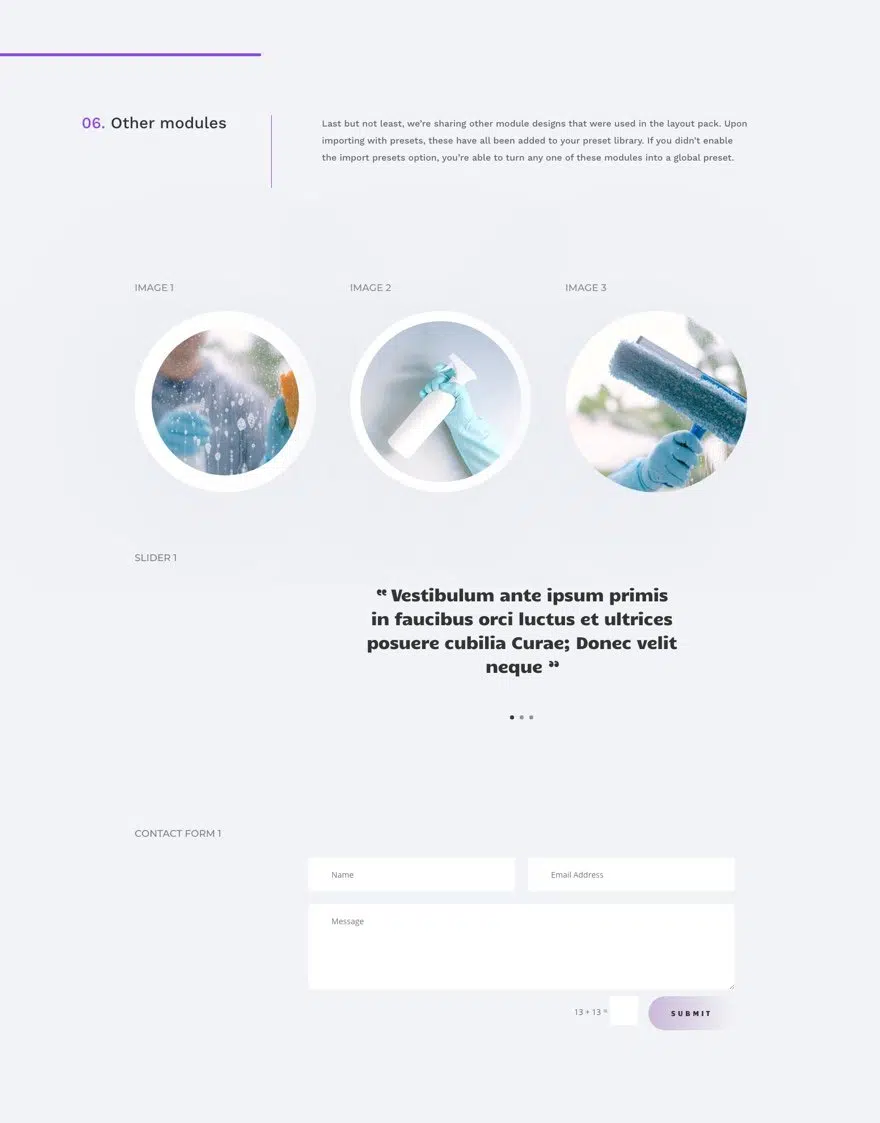 06. Other modules
Last but not least, we're sharing other module designs that were used in the layout pack. Upon
importing with presets, these have all been added to your preset library. If you didn't enable
the import presets option, you're able to turn any one of these modules into a global preset.
IMAGE 1
IMAGE 2
IMAGE 3
SLIDER 1
“ Vestibulum ante ipsum primis
in faucibus orci luctus et ultrices
posuere cubilia Curae; Donec velit
neque ”
CONTACT FORM 1
Name
Email Address
Message
13 + 13 =
SUBMIT